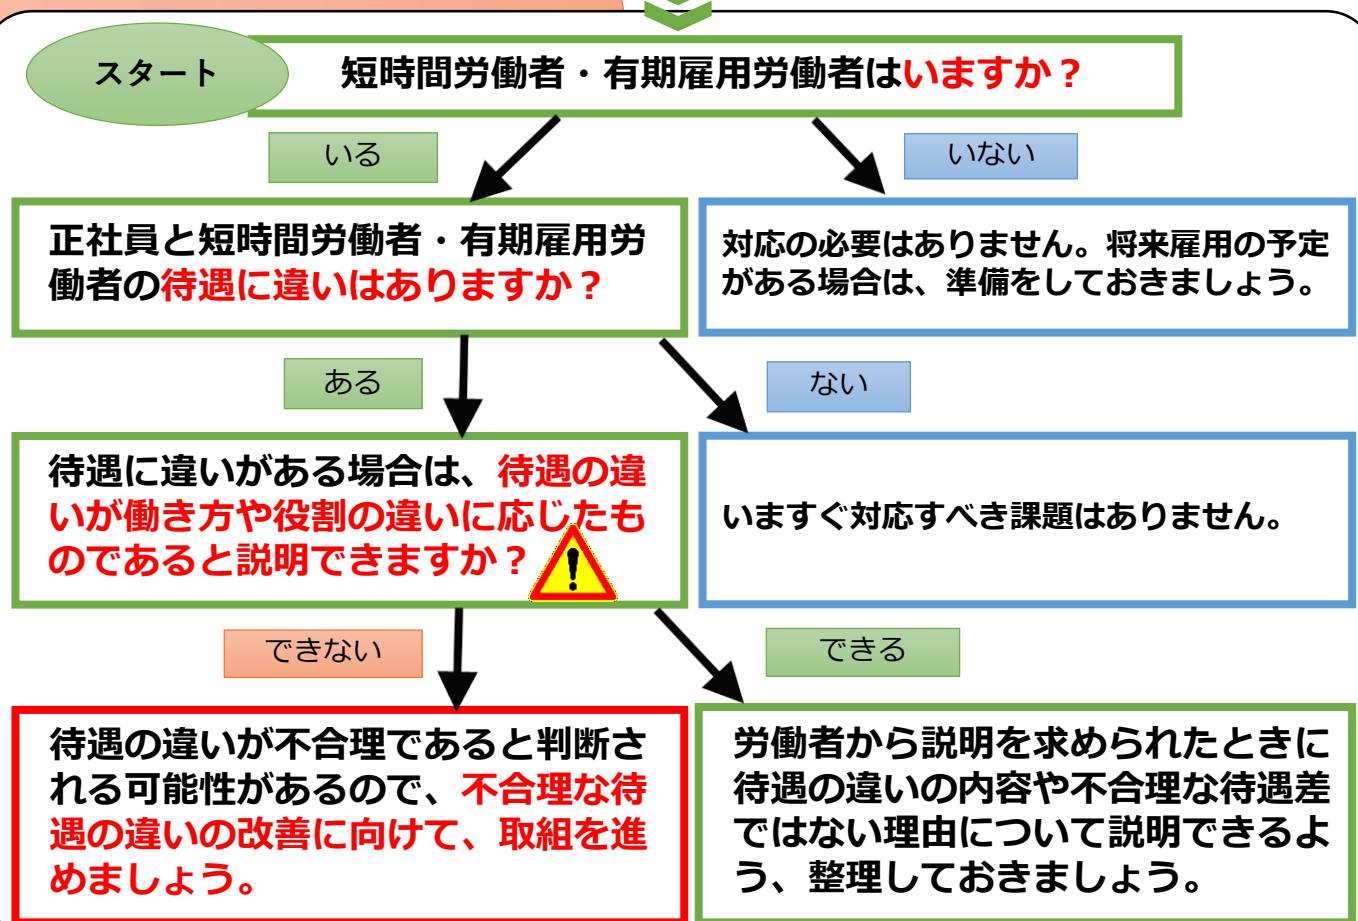 スタート
短時間労働者・有期雇用労働者はいますか？
いる
いない
正社員と短時間労働者・有期雇用労
働者の待遇に違いはありますか？
対応の必要はありません。将来雇用の予定
がある場合は、準備をしておきましょう。
ある
ない
待遇に違いがある場合は、待遇の違
いが働き方や役割の違いに応じたも
のであると説明できますか？
いますぐ対応すべき課題はありません。
できない
できる
待遇の違いが不合理であると判断さ
れる可能性があるので、不合理な待
遇の違いの改善に向けて、取組を進
めましょう。
労働者から説明を求められたときに
待遇の違いの内容や不合理な待遇差
ではない理由について説明できるよ
う、整理しておきましょう。